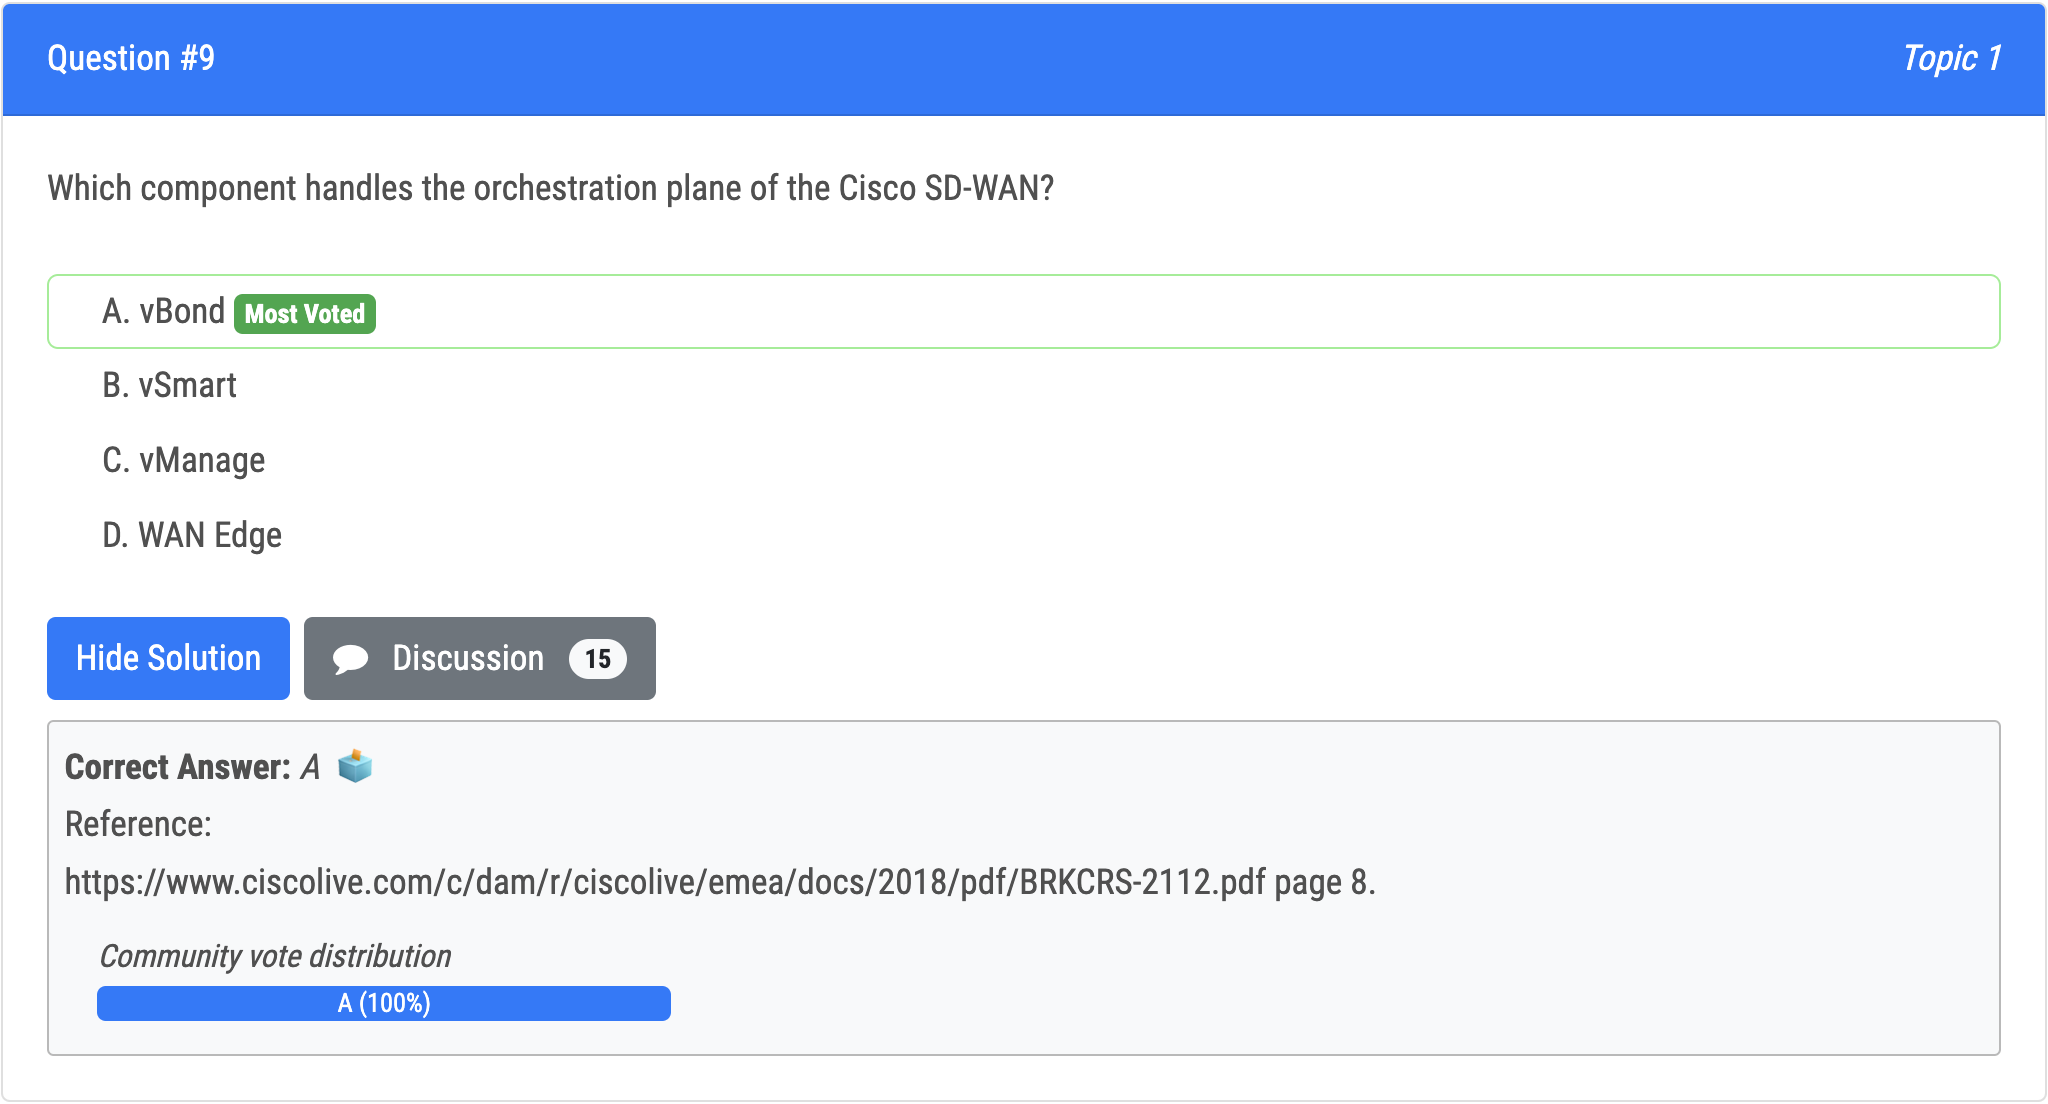 Question #9
Topic 1
Which component handles the orchestration plane of the Cisco SD-WAN?
A. vBond Most Voted
B. vSmart
C. vManage
D. WAN Edge
Hide Solution
Discussion 15
Correct Answer: A
Reference:
https://www.ciscolive.com/c/dam/r/ciscolive/emea/docs/2018/pdf/BRKCRS-2112.pdf page 8.
Community vote distribution
A (100%)